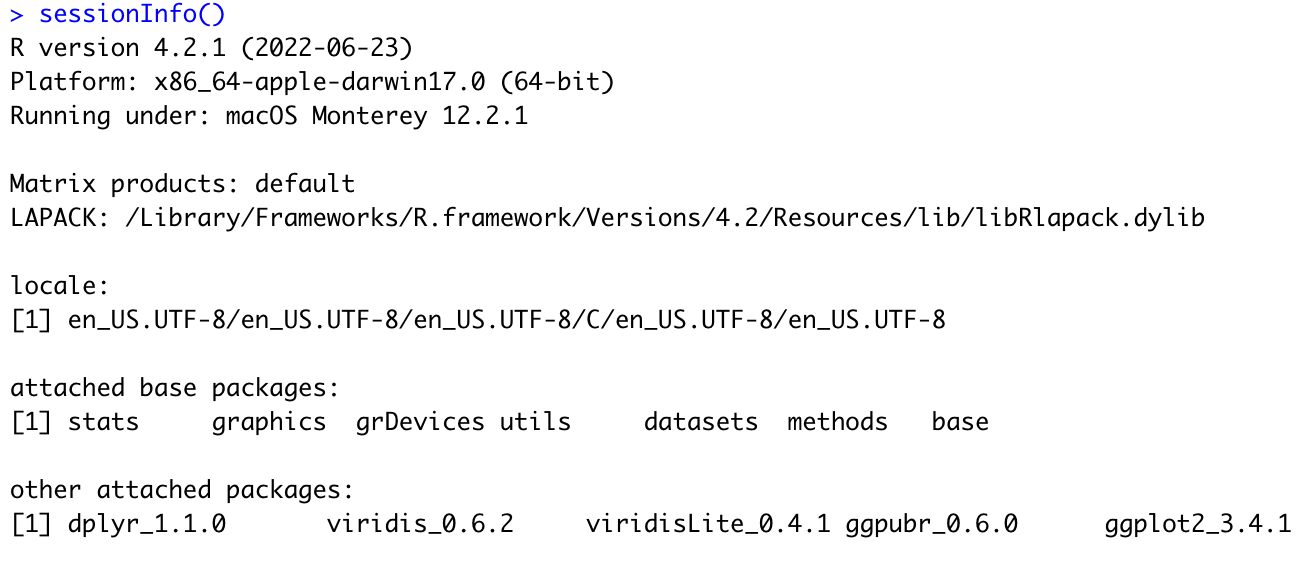 > sessionInfo()
R version 4.2.1 (2022-06-23)
Platform: x86_64-apple-darwin17.0 (64-bit)
Running under: macOS Monterey 12.2.1

Matrix products: default
LAPACK: /Library/Frameworks/R.framework/Versions/4.2/Resources/lib/libRlapack.dylib

locale:
[1] en_US.UTF-8/en_US.UTF-8/en_US.UTF-8/C/en_US.UTF-8/en_US.UTF-8

attached base packages:
[1] stats     graphics  grDevices utils     datasets  methods   base

other attached packages:
[1] dplyr_1.1.0       viridis_0.6.2     viridisLite_0.4.1 ggpubr_0.6.0      ggplot2_3.4.1